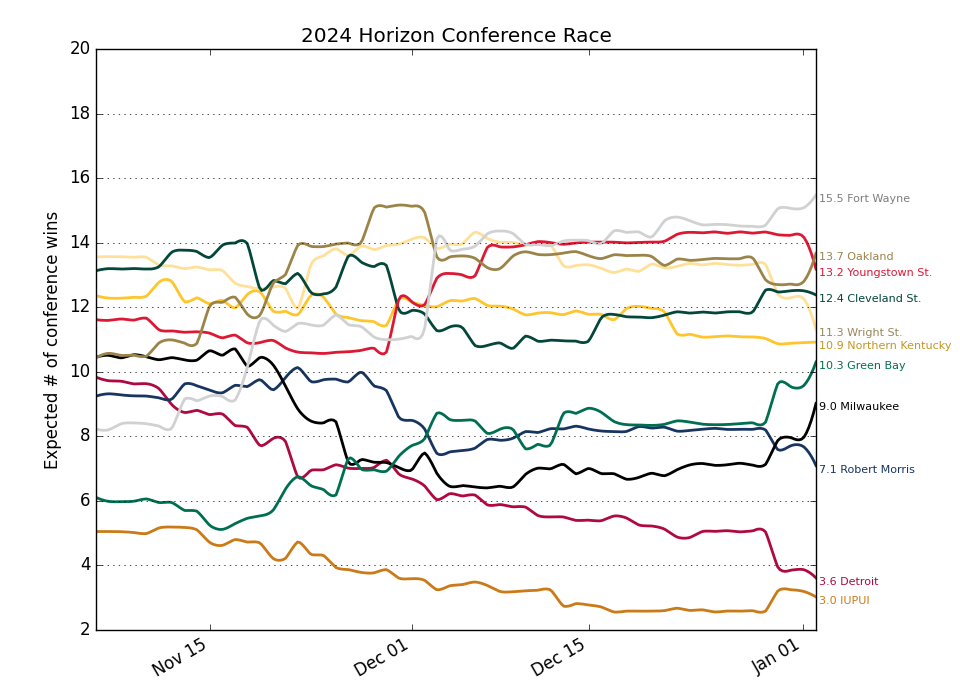 2024 Horizon Conference Race
Expected # of conference wins
20
18
16
14
12
10
8
6
4
2
15.5 Fort Wayne
13.7 Oakland
13.2 Youngstown St.
12.4 Cleveland St.
11.3 Wright St.
10.9 Northern Kentucky
10.3 Green Bay
9.0 Milwaukee
7.1 Robert Morris
3.6 Detroit
3.0 IUPUI
Nov 15
Dec 01
Dec 15
Jan 01